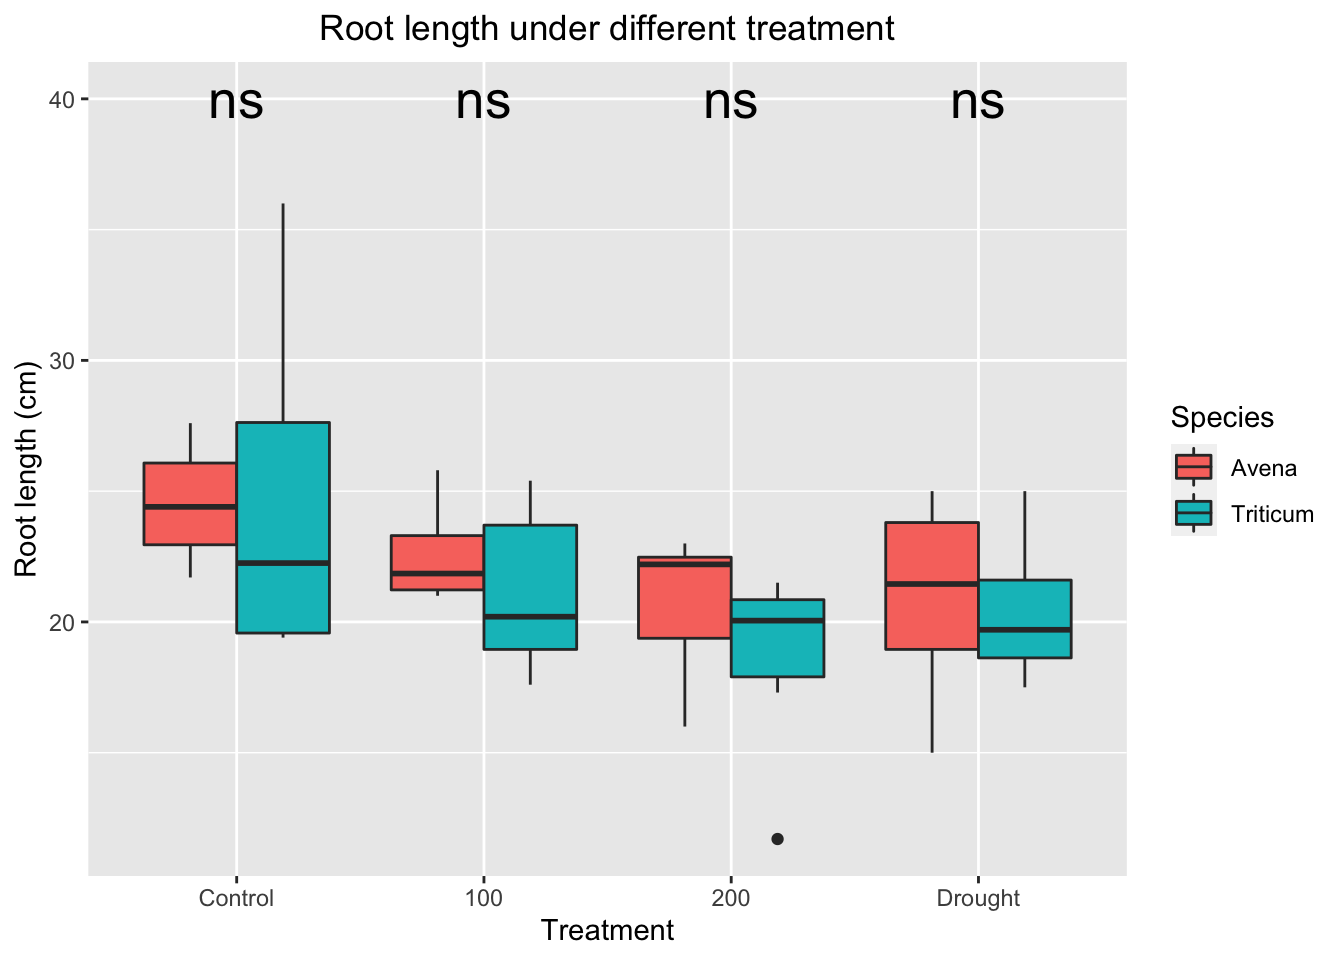 Root length under different treatment
ns ns ns ns
40
30
20
Root length (cm)
Control 100 200 Drought
Treatment
Species
Avena
Triticum